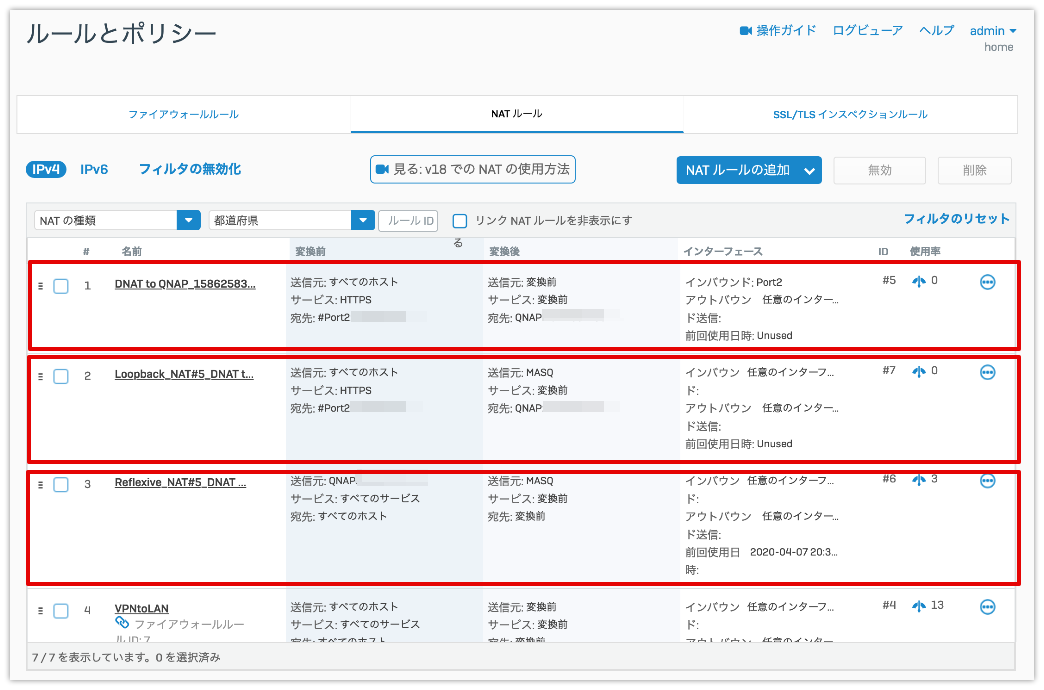 ルールとポリシー
操作ガイド ログビューア ヘルプ admin
home
ファイアウォールルール NAT ルール SSL/TLS インスペクションルール
IPv4 IPv6 フィルタの無効化 見る: v18 での NAT の使用方法 NAT ルールの追加 無効 削除
NAT の種類 都道府県 ルール ID リンク NAT ルールを非表示にす
る
フィルタのリセット
# 名前 変換前 変換後 インターフェース ID 使用率
1 DNAT to QNAP_15862583... 送信元: すべてのホスト 送信元: 変換前 インバウンド: Port2 #5 0
サービス: HTTPS サービス: 変換前 アウトバウン 任意のインター...
宛先: #Port2 宛先: QNAP ド送信:
前回使用日時: Unused
2 Loopback_NAT#5_DNAT t... 送信元: すべてのホスト 送信元: MASQ インバウン 任意のインターフ... #7 0
サービス: HTTPS サービス: 変換前 ド:
宛先: #Port2 宛先: QNAP アウトバウン 任意のインター...
ド送信:
前回使用日時: Unused
3 Reflexive_NAT#5_DNAT ... 送信元: QNAP 送信元: MASQ インバウン 任意のインターフ... #6 3
サービス: すべてのサービス サービス: 変換前 ド:
宛先: すべてのホスト 宛先: 変換前 アウトバウン 任意のインター...
ド送信:
前回使用日 2020-04-07 20:3...
時:
4 VPNtoLAN 送信元: すべてのホスト 送信元: 変換前 インバウン 任意のインターフ... #4 13
ファイアウォールルー サービス: すべてのサービス サービス: 変換前 ド:
ル ID: 7 宛先: すべてのホスト 宛先: 変換前 アウトバウン 任意のインター...
7 / 7 を表示しています。0 を選択済み